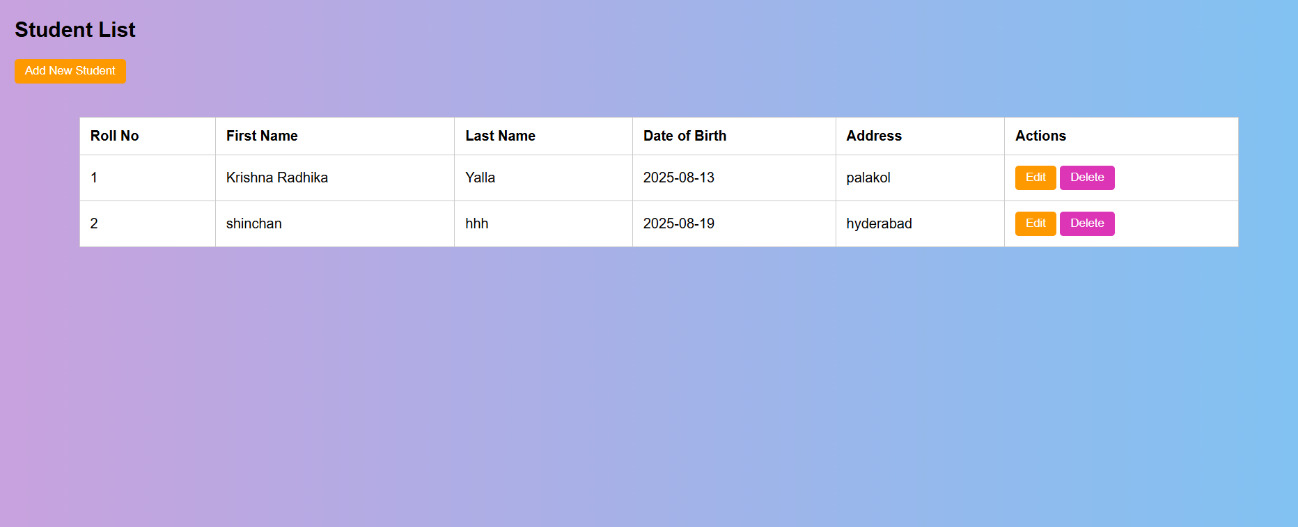 Student List
Add New Student
Roll No First Name Last Name Date of Birth Address Actions
1 Krishna Radhika Yalla 2025-08-13 palakol Edit Delete
2 shinchan hhh 2025-08-19 hyderabad Edit Delete